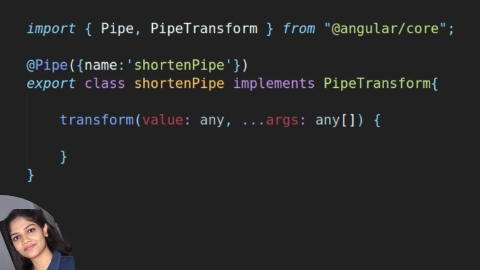 import { Pipe, PipeTransform } from "@angular/core";
@Pipe({name:'shortenPipe'})
export class shortenPipe implements PipeTransform{
transform(value: any, ...args: any[]) {
}
}